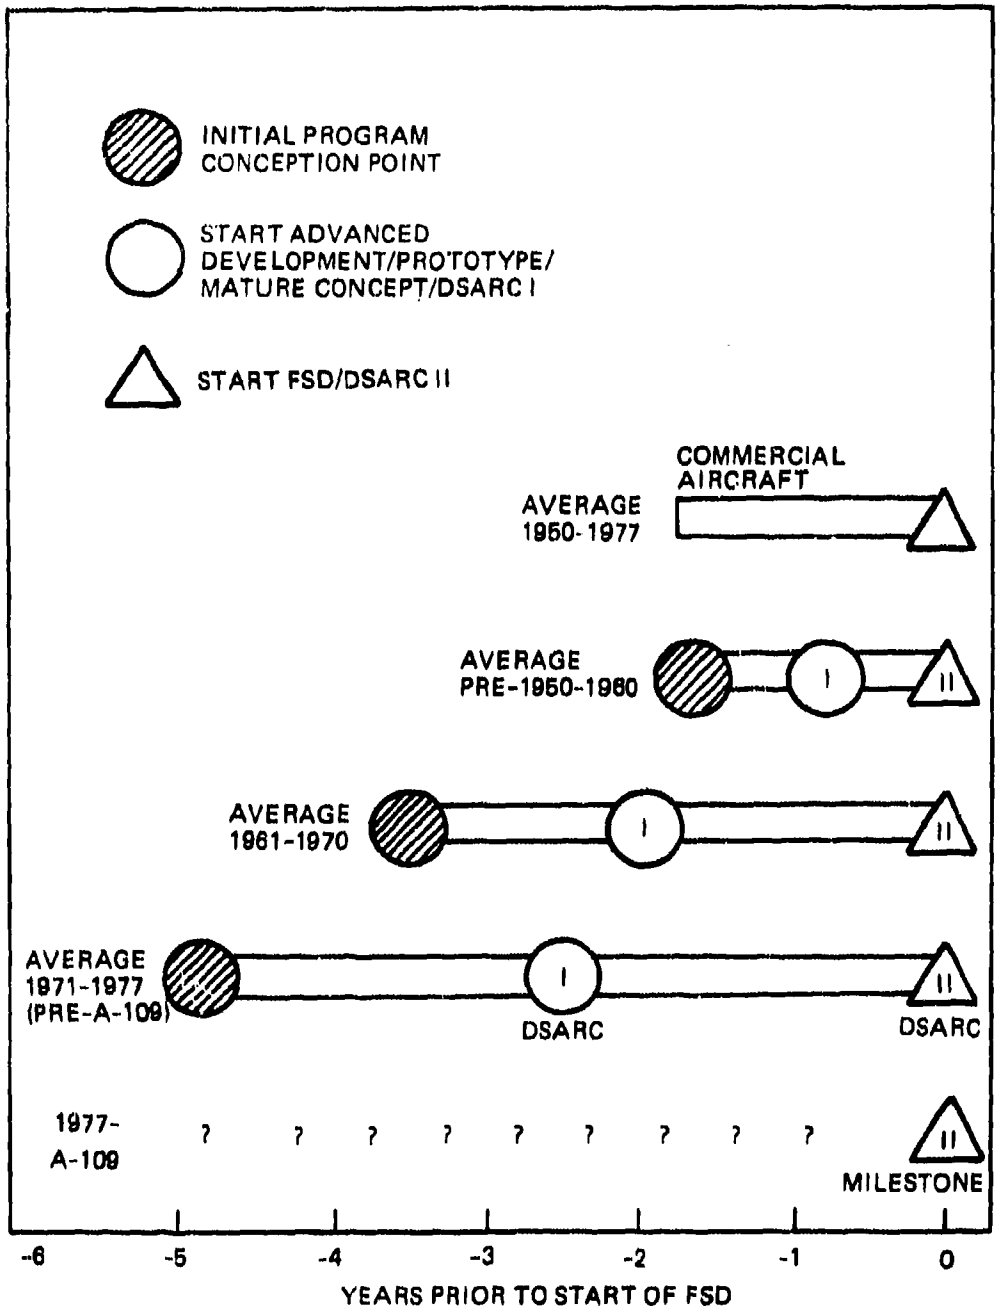 INITIAL PROGRAM
CONCEPTION POINT
START ADVANCED
DEVELOPMENT/PROTOTYPE/
MATURE CONCEPT/DSARC I
START FSD/DSARC II
COMMERCIAL
AIRCRAFT
AVERAGE
1950-1977
AVERAGE
PRE-1950-1960
I
II
AVERAGE
1961-1970
I
II
AVERAGE
1971-1977
(PRE-A-109)
I
II
DSARC
DSARC
1977-
A-109
? ? ? ? ? ? ? ? ?
II
MILESTONE
-6 -5 -4 -3 -2 -1 0
YEARS PRIOR TO START OF FSD